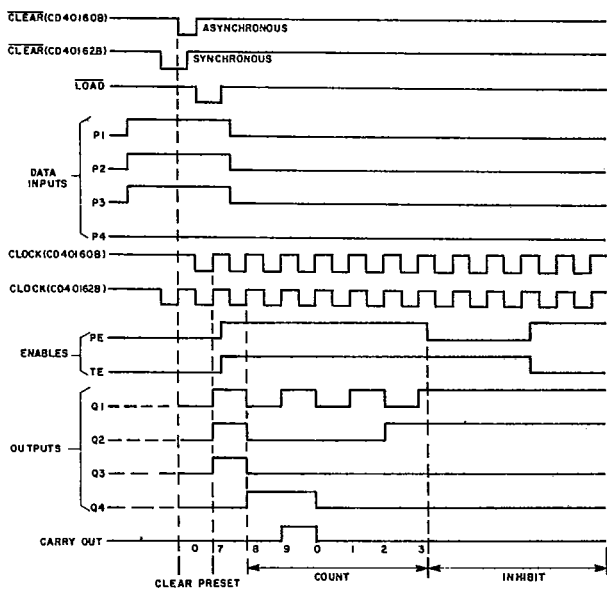 CLEAR(CD40160B)
ASYNCHRONOUS
CLEAR(CD40162B)
SYNCHRONOUS
LOAD
P1
P2
DATA
INPUTS
P3
P4
CLOCK(CD40160B)
CLOCK(CD40162B)
PE
ENABLES
TE
Q1
Q2
OUTPUTS
Q3
Q4
CARRY OUT
0 7 8 9 0 1 2 3
COUNT
INHIBIT
CLEAR PRESET